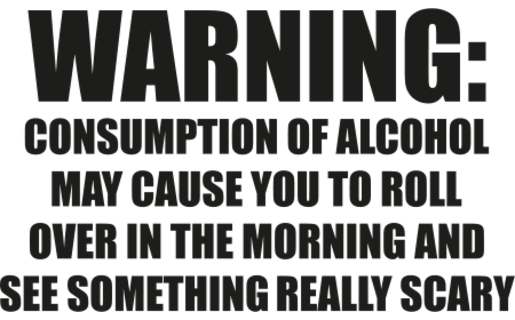 WARNING:
CONSUMPTION OF ALCOHOL
MAY CAUSE YOU TO ROLL
OVER IN THE MORNING AND
SEE SOMETHING REALLY SCARY